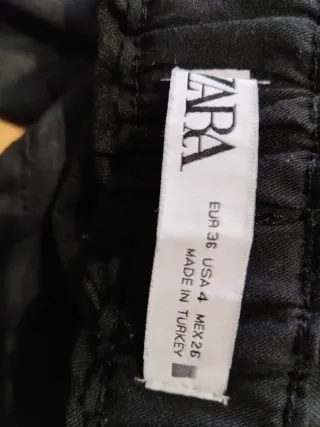 ZARA
EUR 36 USA 4 MEX 26
MADE IN TURKEY